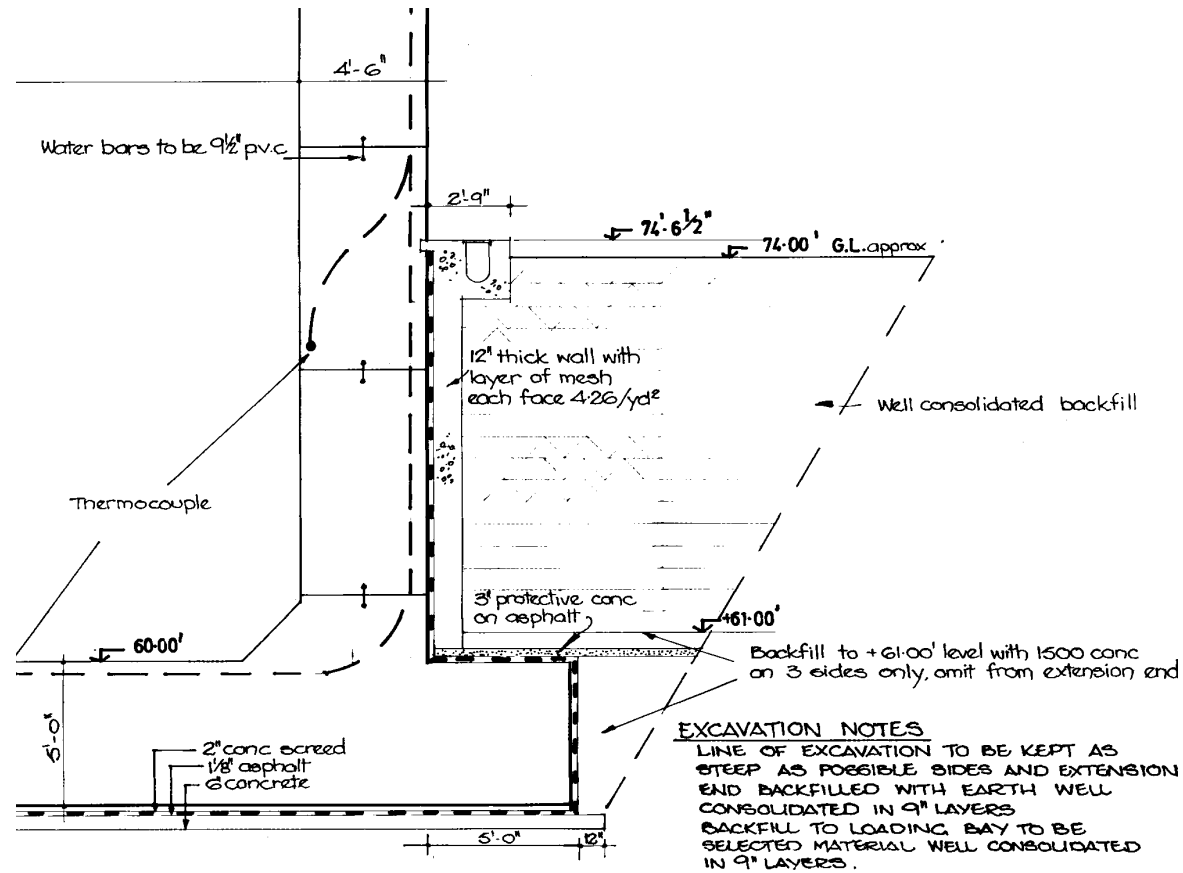 4'-6"
Water bars to be 9½" p.v.c
2'-9"
74'-6½"
74·00' G.L. approx
12" thick wall with
layer of mesh
each face 4·26/yd²
Well consolidated backfill
Thermocouple
3" protective conc
on asphalt
+61·00'
60·00'
Backfill to +61·00' level with 1500 conc
on 3 sides only, omit from extension end
5'-0"
2" conc screed
1⅛" asphalt
6" concrete
EXCAVATION NOTES
LINE OF EXCAVATION TO BE KEPT AS
STEEP AS POSSIBLE SIDES AND EXTENSION
END BACKFILLED WITH EARTH WELL
CONSOLIDATED IN 9" LAYERS
BACKFILL TO LOADING BAY TO BE
SELECTED MATERIAL WELL CONSOLIDATED
IN 9" LAYERS.
5'-0"
12"